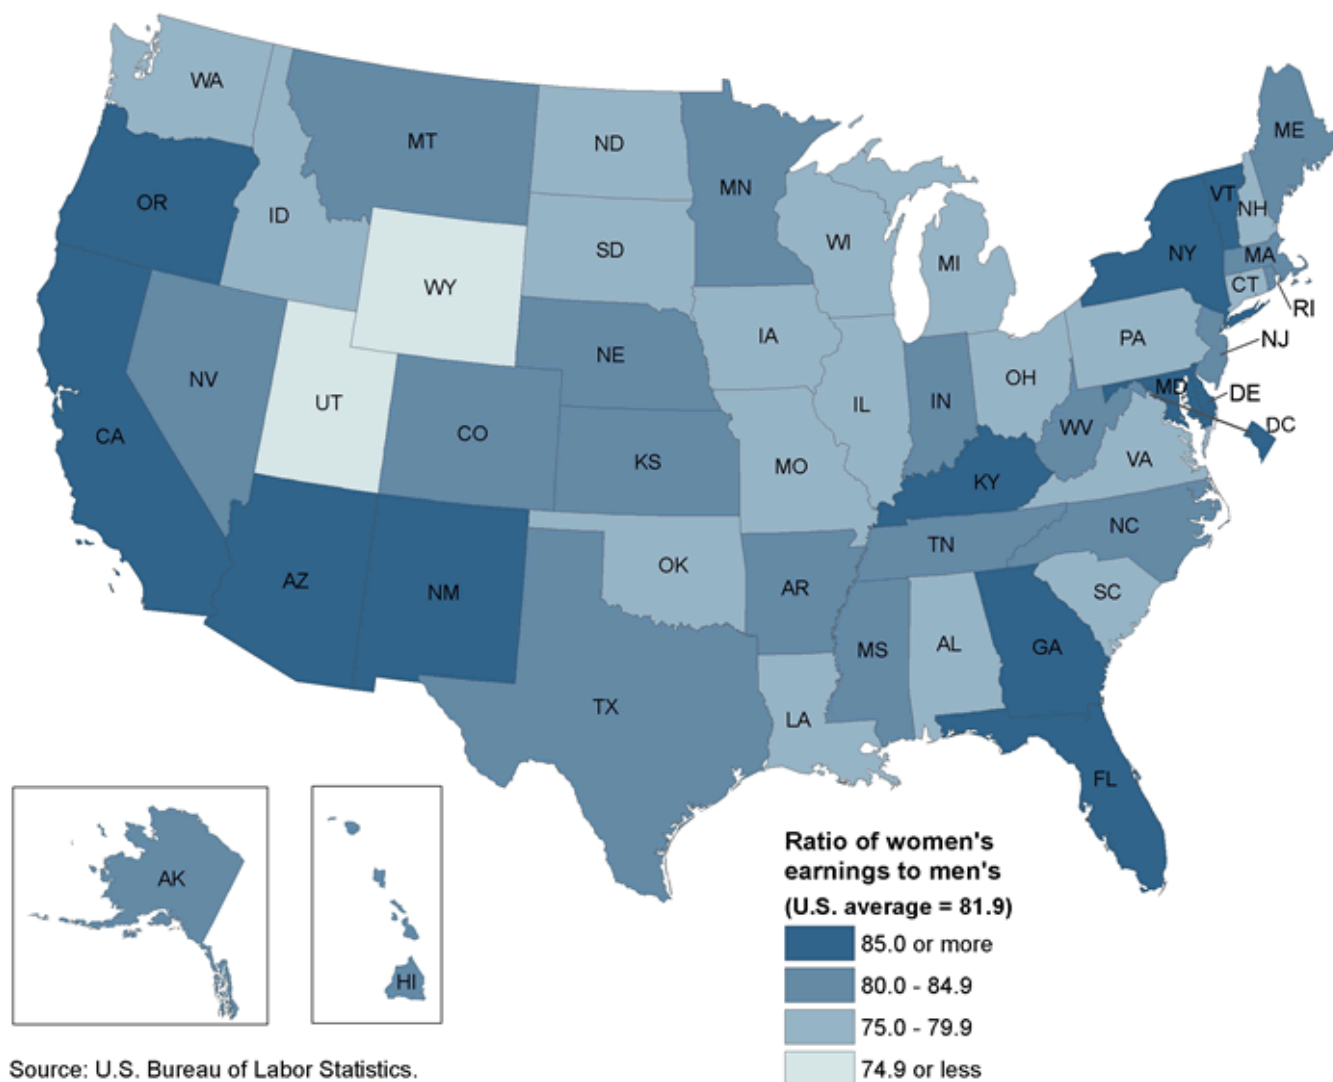 WA
MT
ND
MN
ME
OR
ID
SD
WI
MI
VT
NH
NY
MA
CT
RI
WY
NE
IA
PA
NJ
NV
UT
CO
KS
IL
IN
OH
MD
DE
DC
CA
MO
WV
VA
KY
AZ
NM
OK
AR
TN
NC
SC
TX
LA
MS
AL
GA
FL
AK
HI
Ratio of women's
earnings to men's
(U.S. average = 81.9)
85.0 or more
80.0 - 84.9
75.0 - 79.9
74.9 or less
Source: U.S. Bureau of Labor Statistics.